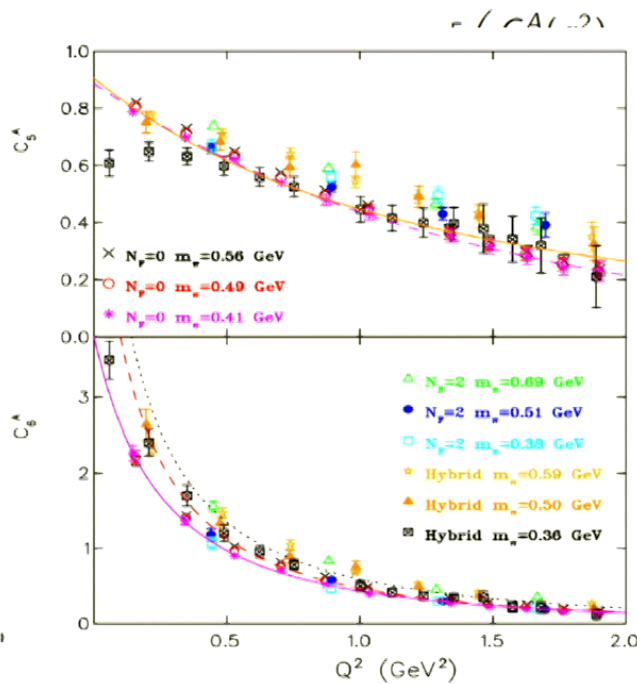 1.0
0.8
C₅ᴬ
0.6
0.4
0.2
0.0
N_F=0 m_π=0.56 GeV
N_F=0 m_π=0.49 GeV
N_F=0 m_π=0.41 GeV
3
C₆ᴬ
2
1
0
N_F=2 m_π=0.69 GeV
N_F=2 m_π=0.51 GeV
N_F=2 m_π=0.38 GeV
Hybrid m_π=0.59 GeV
Hybrid m_π=0.50 GeV
Hybrid m_π=0.36 GeV
0.5 1.0 1.5 2.0
Q² (GeV²)